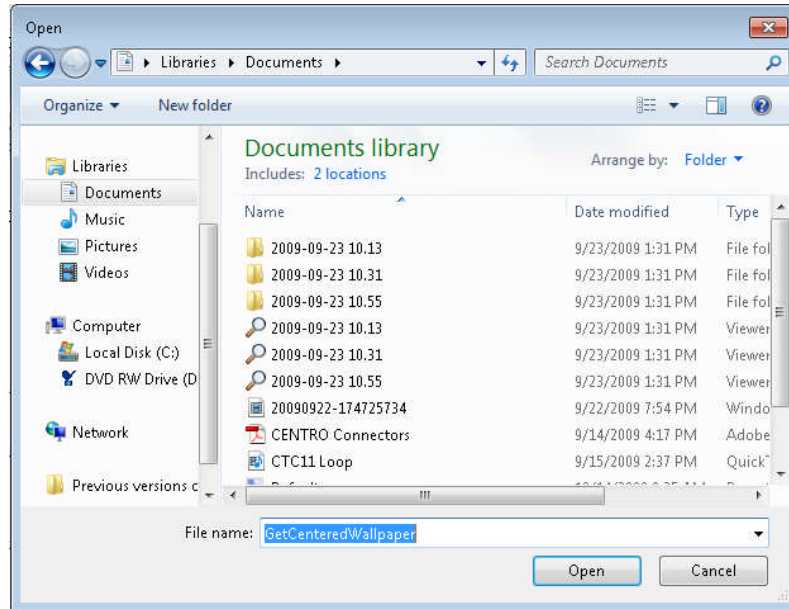 Open
Libraries Documents
Search Documents
Organize New folder
Documents library
Includes: 2 locations
Arrange by: Folder
Libraries
Documents
Music
Pictures
Videos
Computer
Local Disk (C:)
DVD RW Drive (D
Network
Previous versions c
Name Date modified Type
2009-09-23 10.13 9/23/2009 1:31 PM File fol
2009-09-23 10.31 9/23/2009 1:31 PM File fol
2009-09-23 10.55 9/23/2009 1:31 PM File fol
2009-09-23 10.13 9/23/2009 1:31 PM Viewer
2009-09-23 10.31 9/23/2009 1:31 PM Viewer
2009-09-23 10.55 9/23/2009 1:31 PM Viewer
20090922-174725734 9/22/2009 7:54 PM Windo
CENTRO Connectors 9/14/2009 4:17 PM Adobe
CTC11 Loop 9/15/2009 2:37 PM Quick
File name: GetCenteredWallpaper
Open Cancel